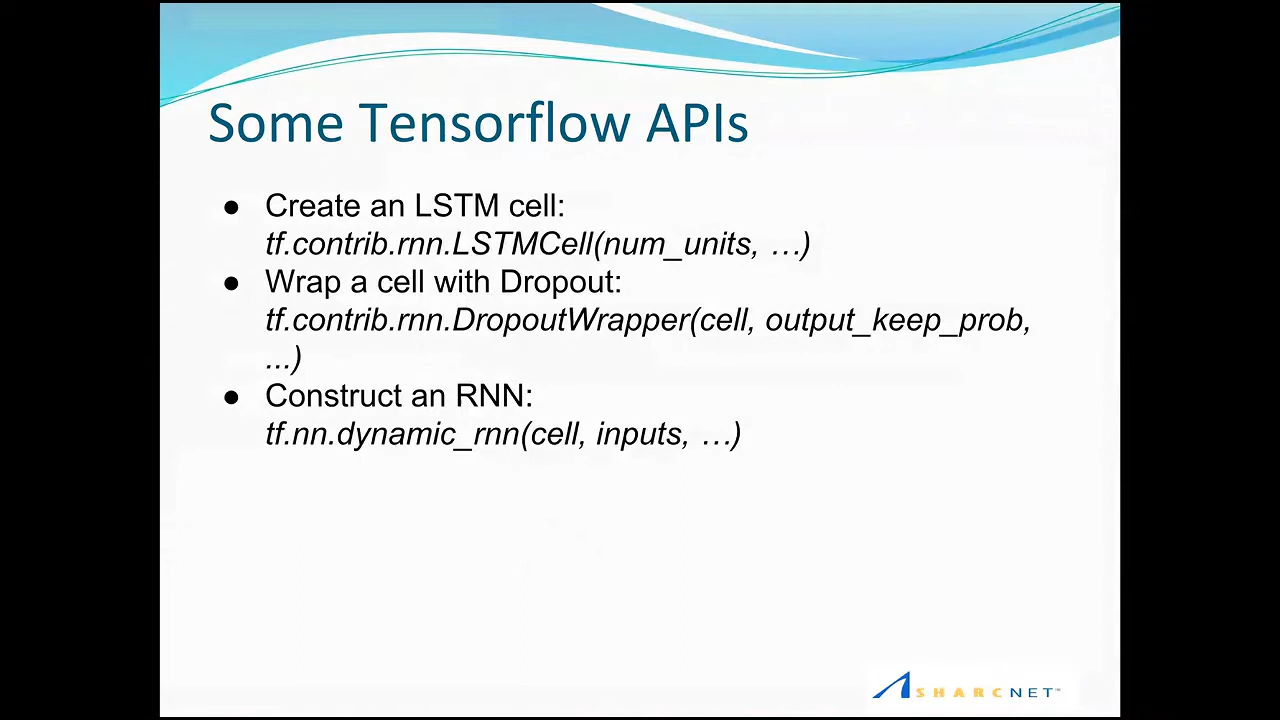 Some Tensorflow APIs
● Create an LSTM cell:
tf.contrib.rnn.LSTMCell(num_units, …)
● Wrap a cell with Dropout:
tf.contrib.rnn.DropoutWrapper(cell, output_keep_prob,
...)
● Construct an RNN:
tf.nn.dynamic_rnn(cell, inputs, …)
SHARCNET™